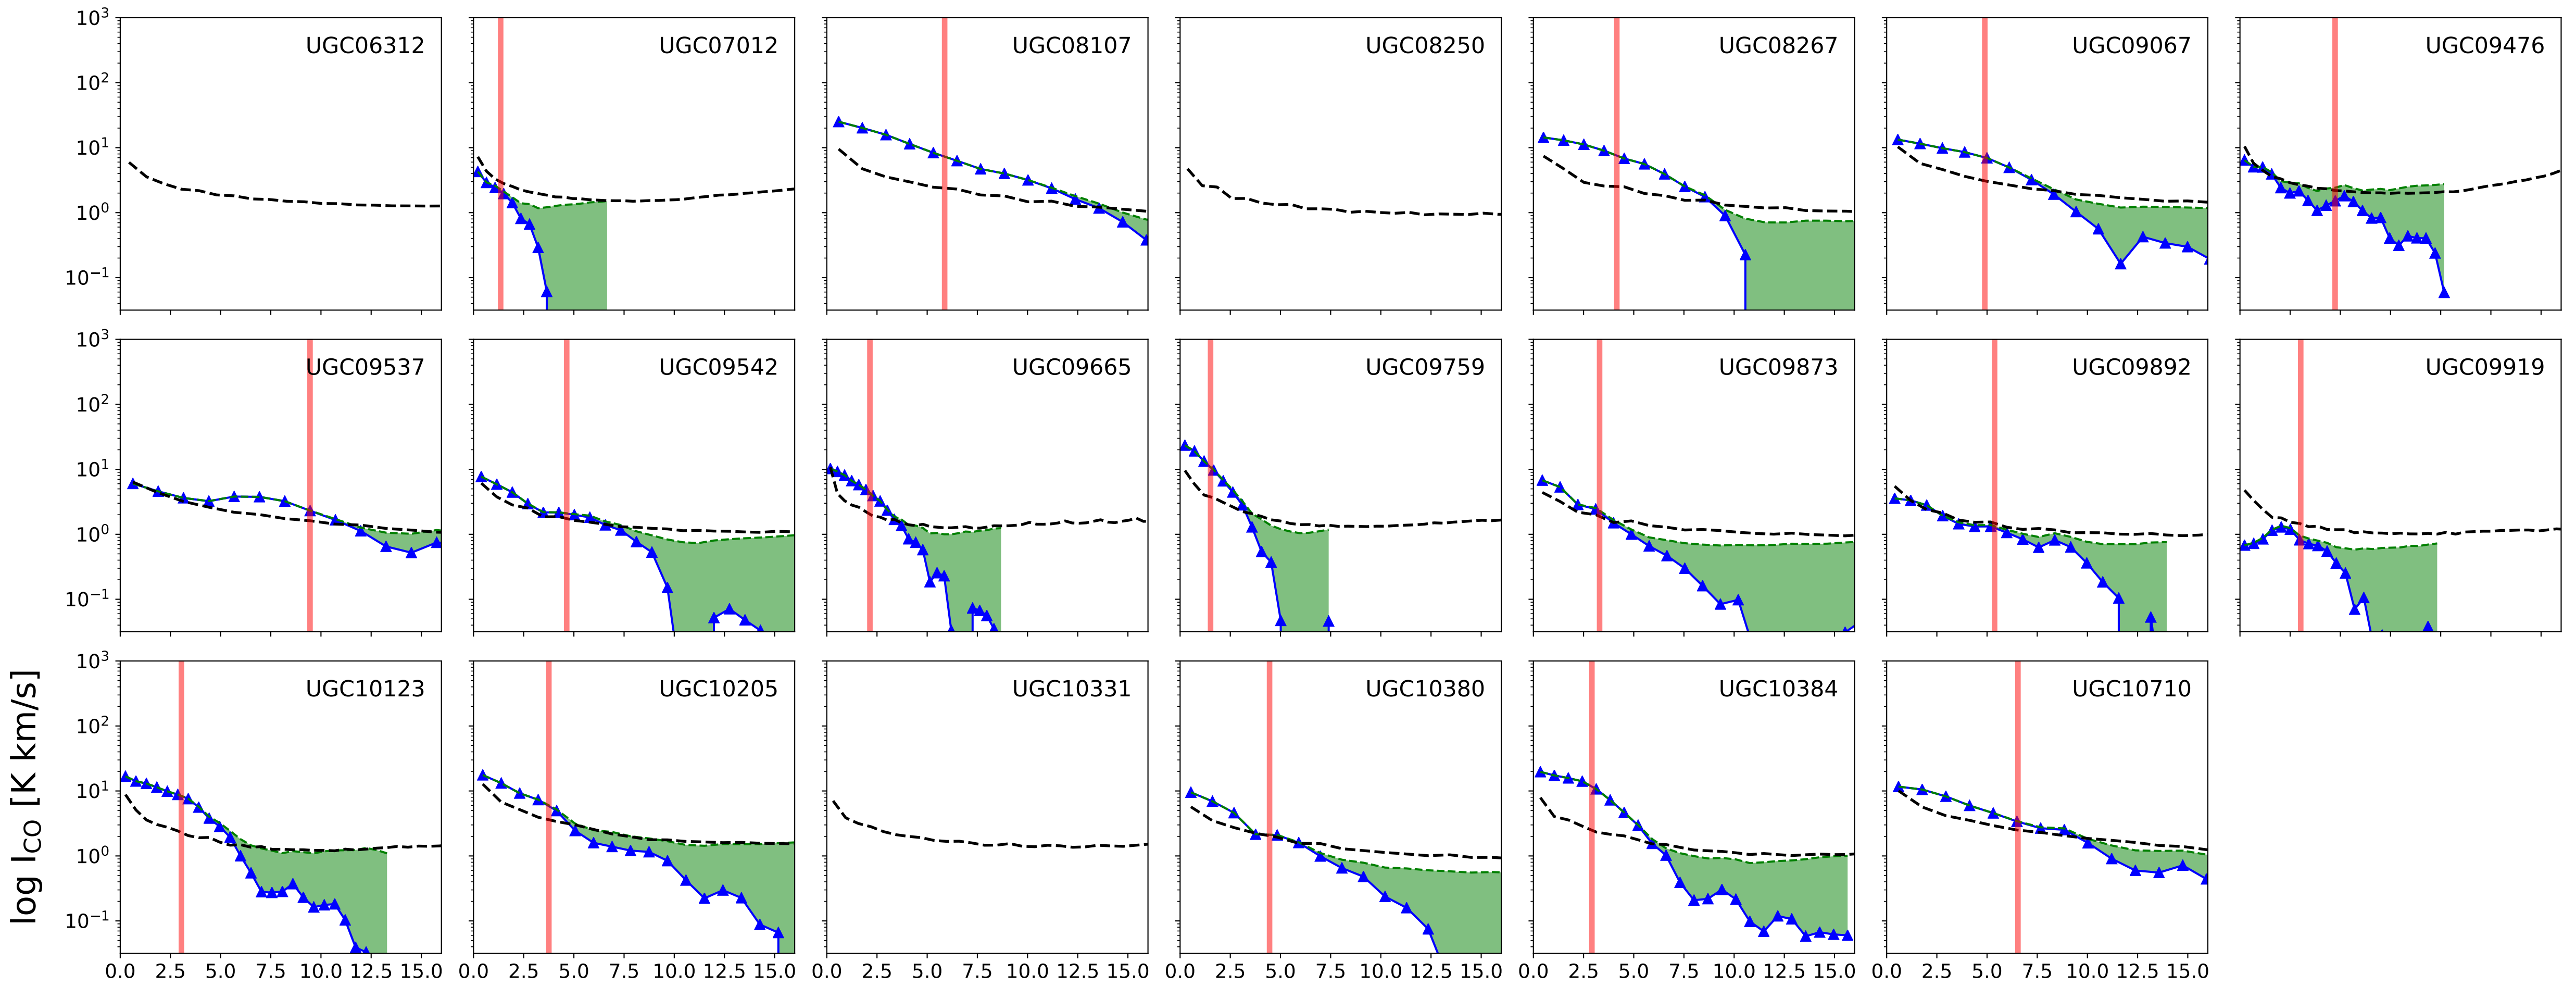 10³ UGC06312 UGC07012 UGC08107 UGC08250 UGC08267 UGC09067 UGC09476
10²
10¹
10⁰
10⁻¹
10³ UGC09537 UGC09542 UGC09665 UGC09759 UGC09873 UGC09892 UGC09919
10²
10¹
10⁰
10⁻¹
log I_CO [K km/s]
10³ UGC10123 UGC10205 UGC10331 UGC10380 UGC10384 UGC10710
10²
10¹
10⁰
10⁻¹
0.0 2.5 5.0 7.5 10.0 12.5 15.0 0.0 2.5 5.0 7.5 10.0 12.5 15.0 0.0 2.5 5.0 7.5 10.0 12.5 15.0 0.0 2.5 5.0 7.5 10.0 12.5 15.0 0.0 2.5 5.0 7.5 10.0 12.5 15.0 0.0 2.5 5.0 7.5 10.0 12.5 15.0